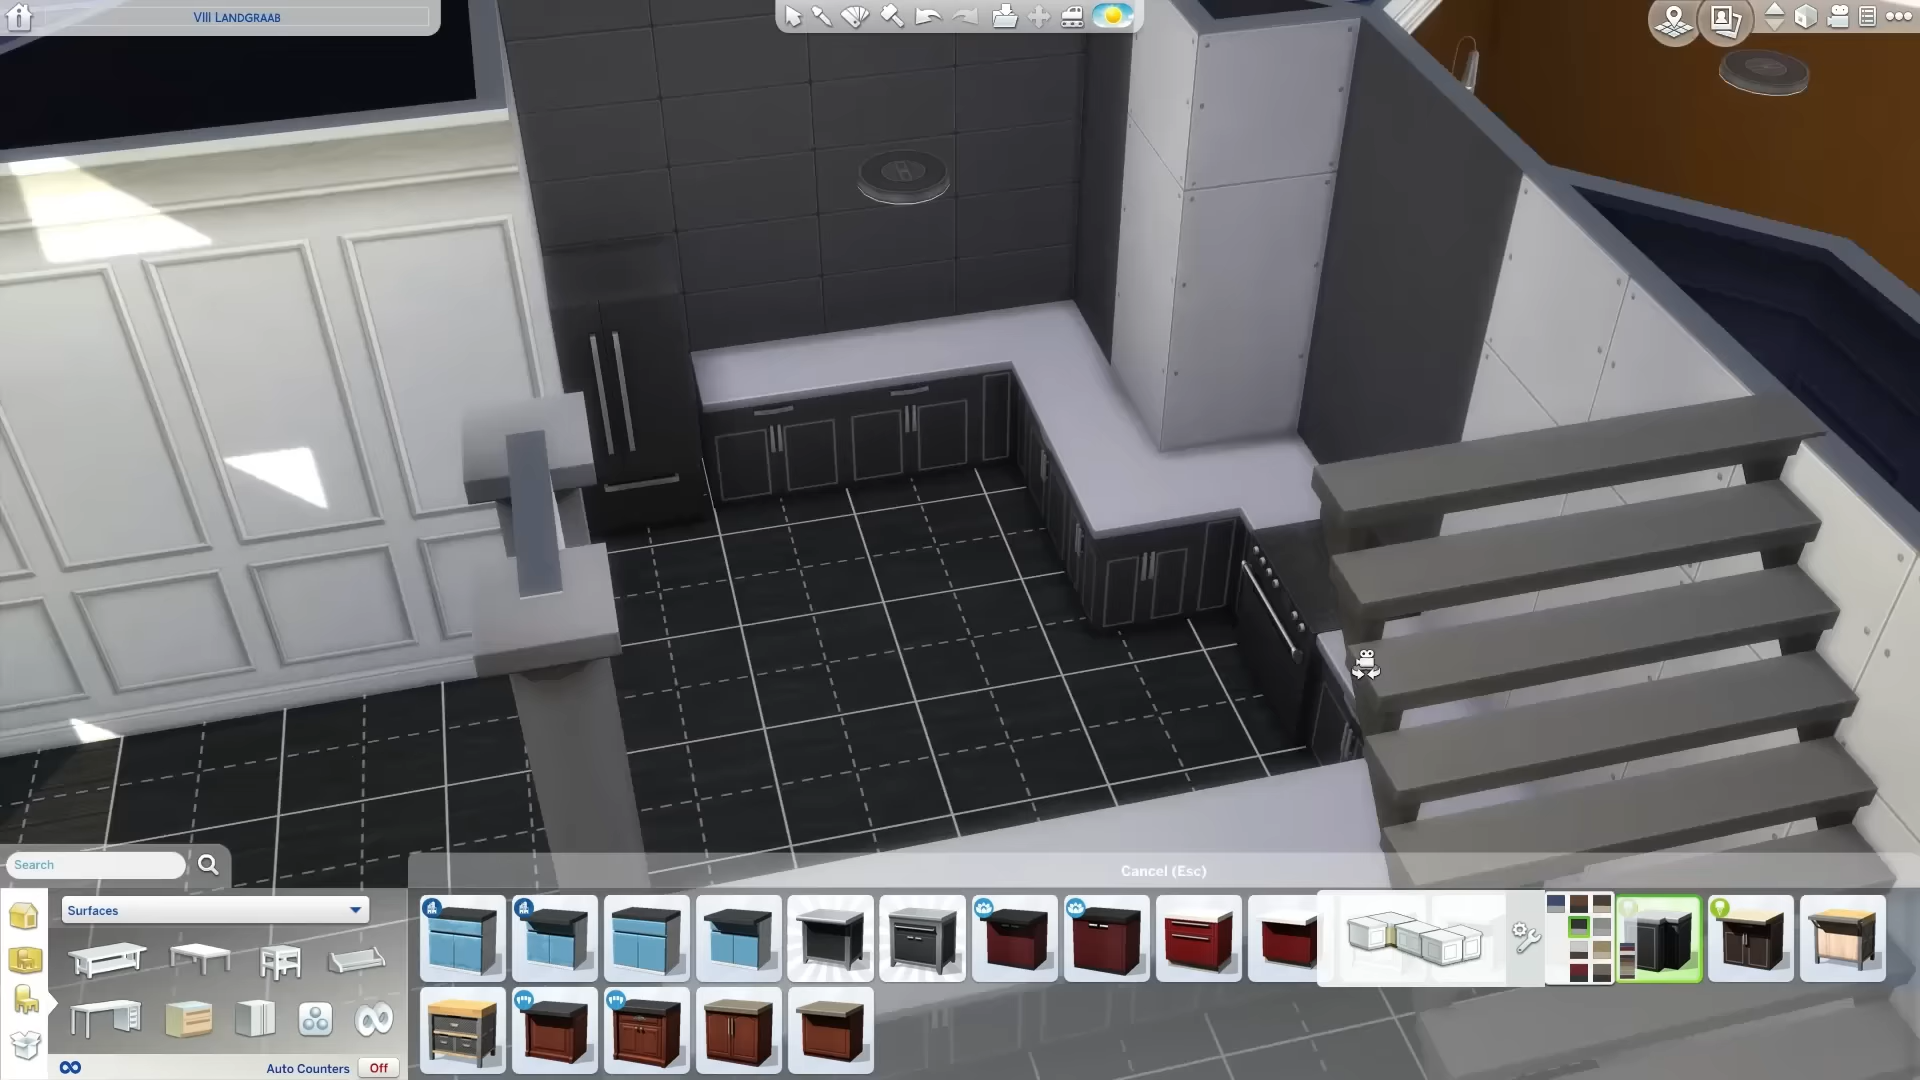 VIII LANDGRAAB
Search
Cancel (Esc)
Surfaces
Auto Counters Off